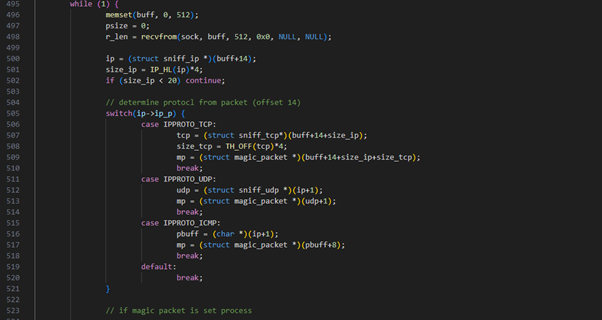 495 while (1) {
496 memset(buff, 0, 512);
497 psize = 0;
498 r_len = recvfrom(sock, buff, 512, 0x0, NULL, NULL);
499
500 ip = (struct sniff_ip *)(buff+14);
501 size_ip = IP_HL(ip)*4;
502 if (size_ip < 20) continue;
503
504 // determine protocl from packet (offset 14)
505 switch(ip->ip_p) {
506 case IPPROTO_TCP:
507 tcp = (struct sniff_tcp*)(buff+14+size_ip);
508 size_tcp = TH_OFF(tcp)*4;
509 mp = (struct magic_packet *)(buff+14+size_ip+size_tcp);
510 break;
511 case IPPROTO_UDP:
512 udp = (struct sniff_udp *)(ip+1);
513 mp = (struct magic_packet *)(udp+1);
514 break;
515 case IPPROTO_ICMP:
516 pbuff = (char *)(ip+1);
517 mp = (struct magic_packet *)(pbuff+8);
518 break;
519 default:
520 break;
521 }
522
523 // if magic packet is set process